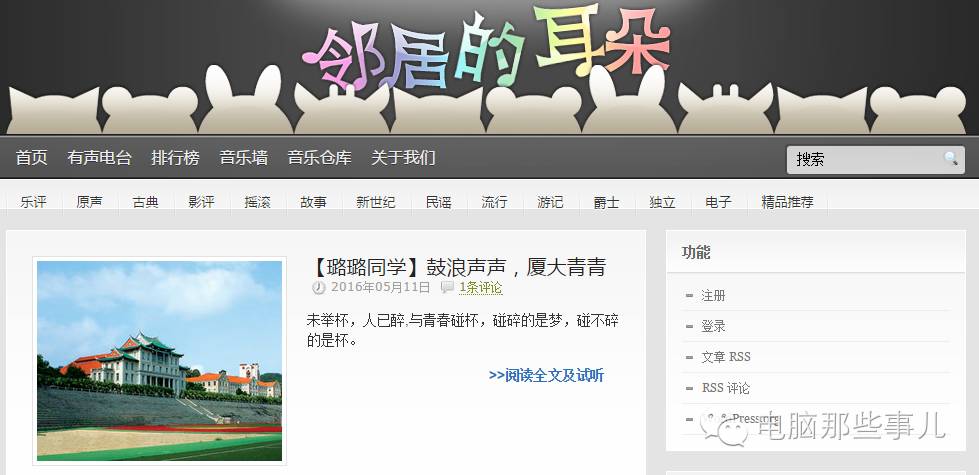 邻居的耳朵
首页 有声电台 排行榜 音乐墙 音乐仓库 关于我们
搜索
乐评 原声 古典 影评 摇滚 故事 新世纪 民谣 流行 游记 爵士 独立 电子 精品推荐
【璐璐同学】鼓浪声声，厦大青青
2016年05月11日 1条评论
未举杯，人已醉,与青春碰杯，碰碎的是梦，碰不碎
的是杯。
>>阅读全文及试听
功能
注册
登录
文章 RSS
RSS 评论
电脑那些事儿